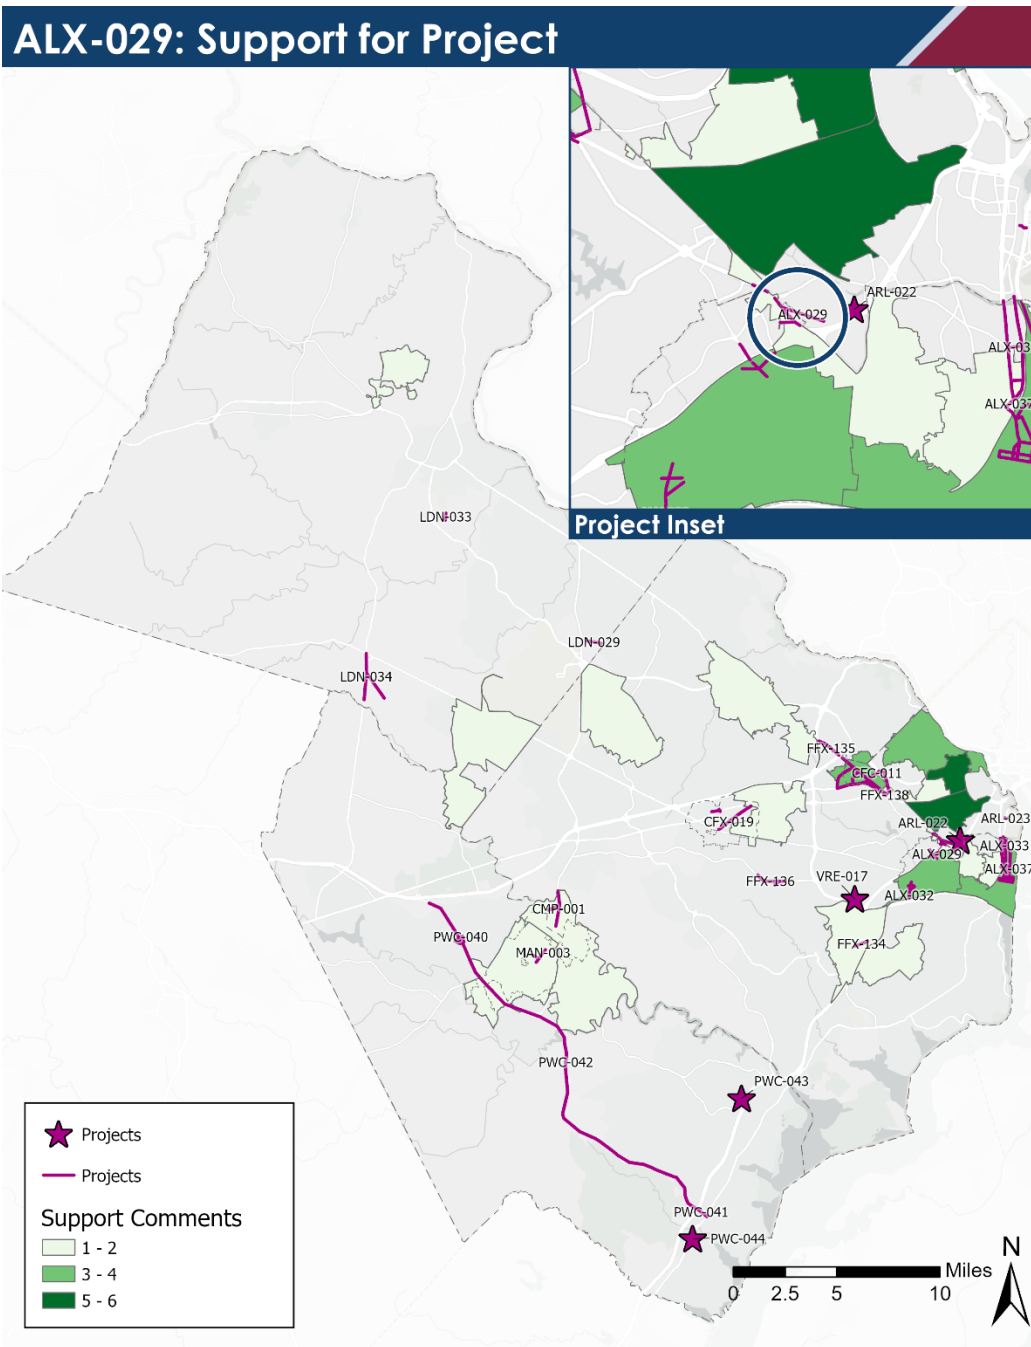 ALX-029: Support for Project
ARL-022
ALX-029
ALX-03
ALX-037
Project Inset
LDN-033
LDN-029
LDN-034
FFX-135
CFC-011
FFX-138
CFX-019
ARL-022
ARL-023
ALX-029
ALX-033
ALX-037
FFX-136
VRE-017
ALX-032
CMP-001
PWC-040
FFX-134
MAN-003
PWC-042
PWC-043
PWC-041
PWC-044
Projects
Projects
Support Comments
1 - 2
3 - 4
5 - 6
N
Miles
0 2.5 5 10